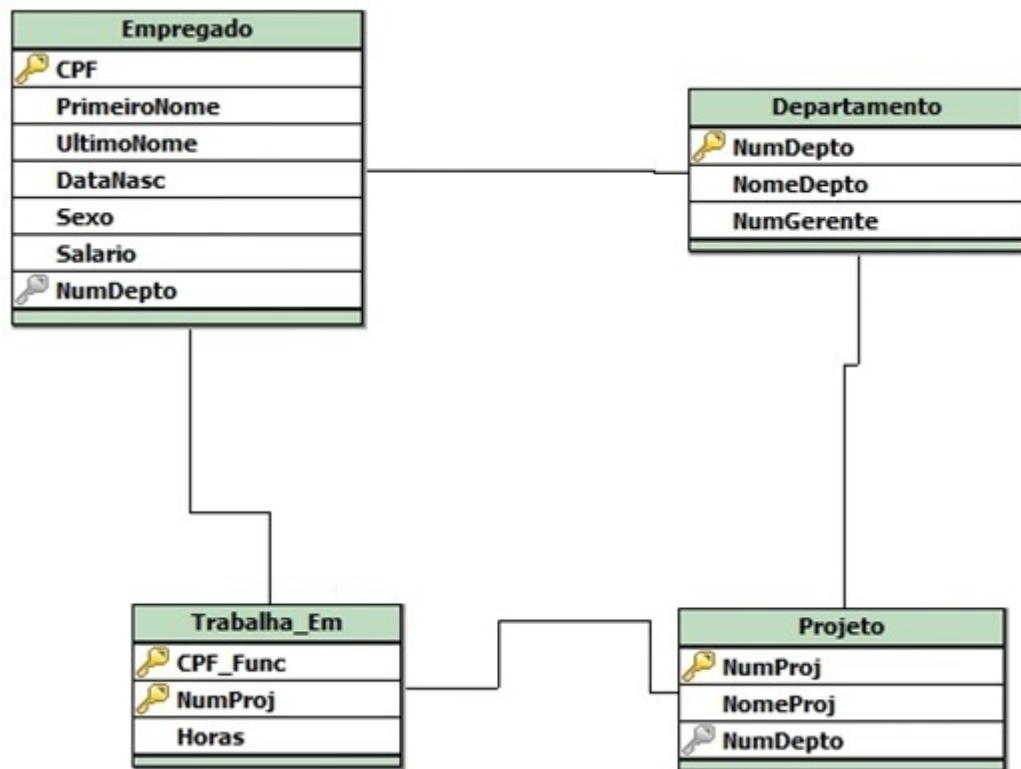 Empregado
CPF
PrimeiroNome
UltimoNome
DataNasc
Sexo
Salario
NumDepto
Departamento
NumDepto
NomeDepto
NumGerente
Trabalha_Em
CPF_Func
NumProj
Horas
Projeto
NumProj
NomeProj
NumDepto